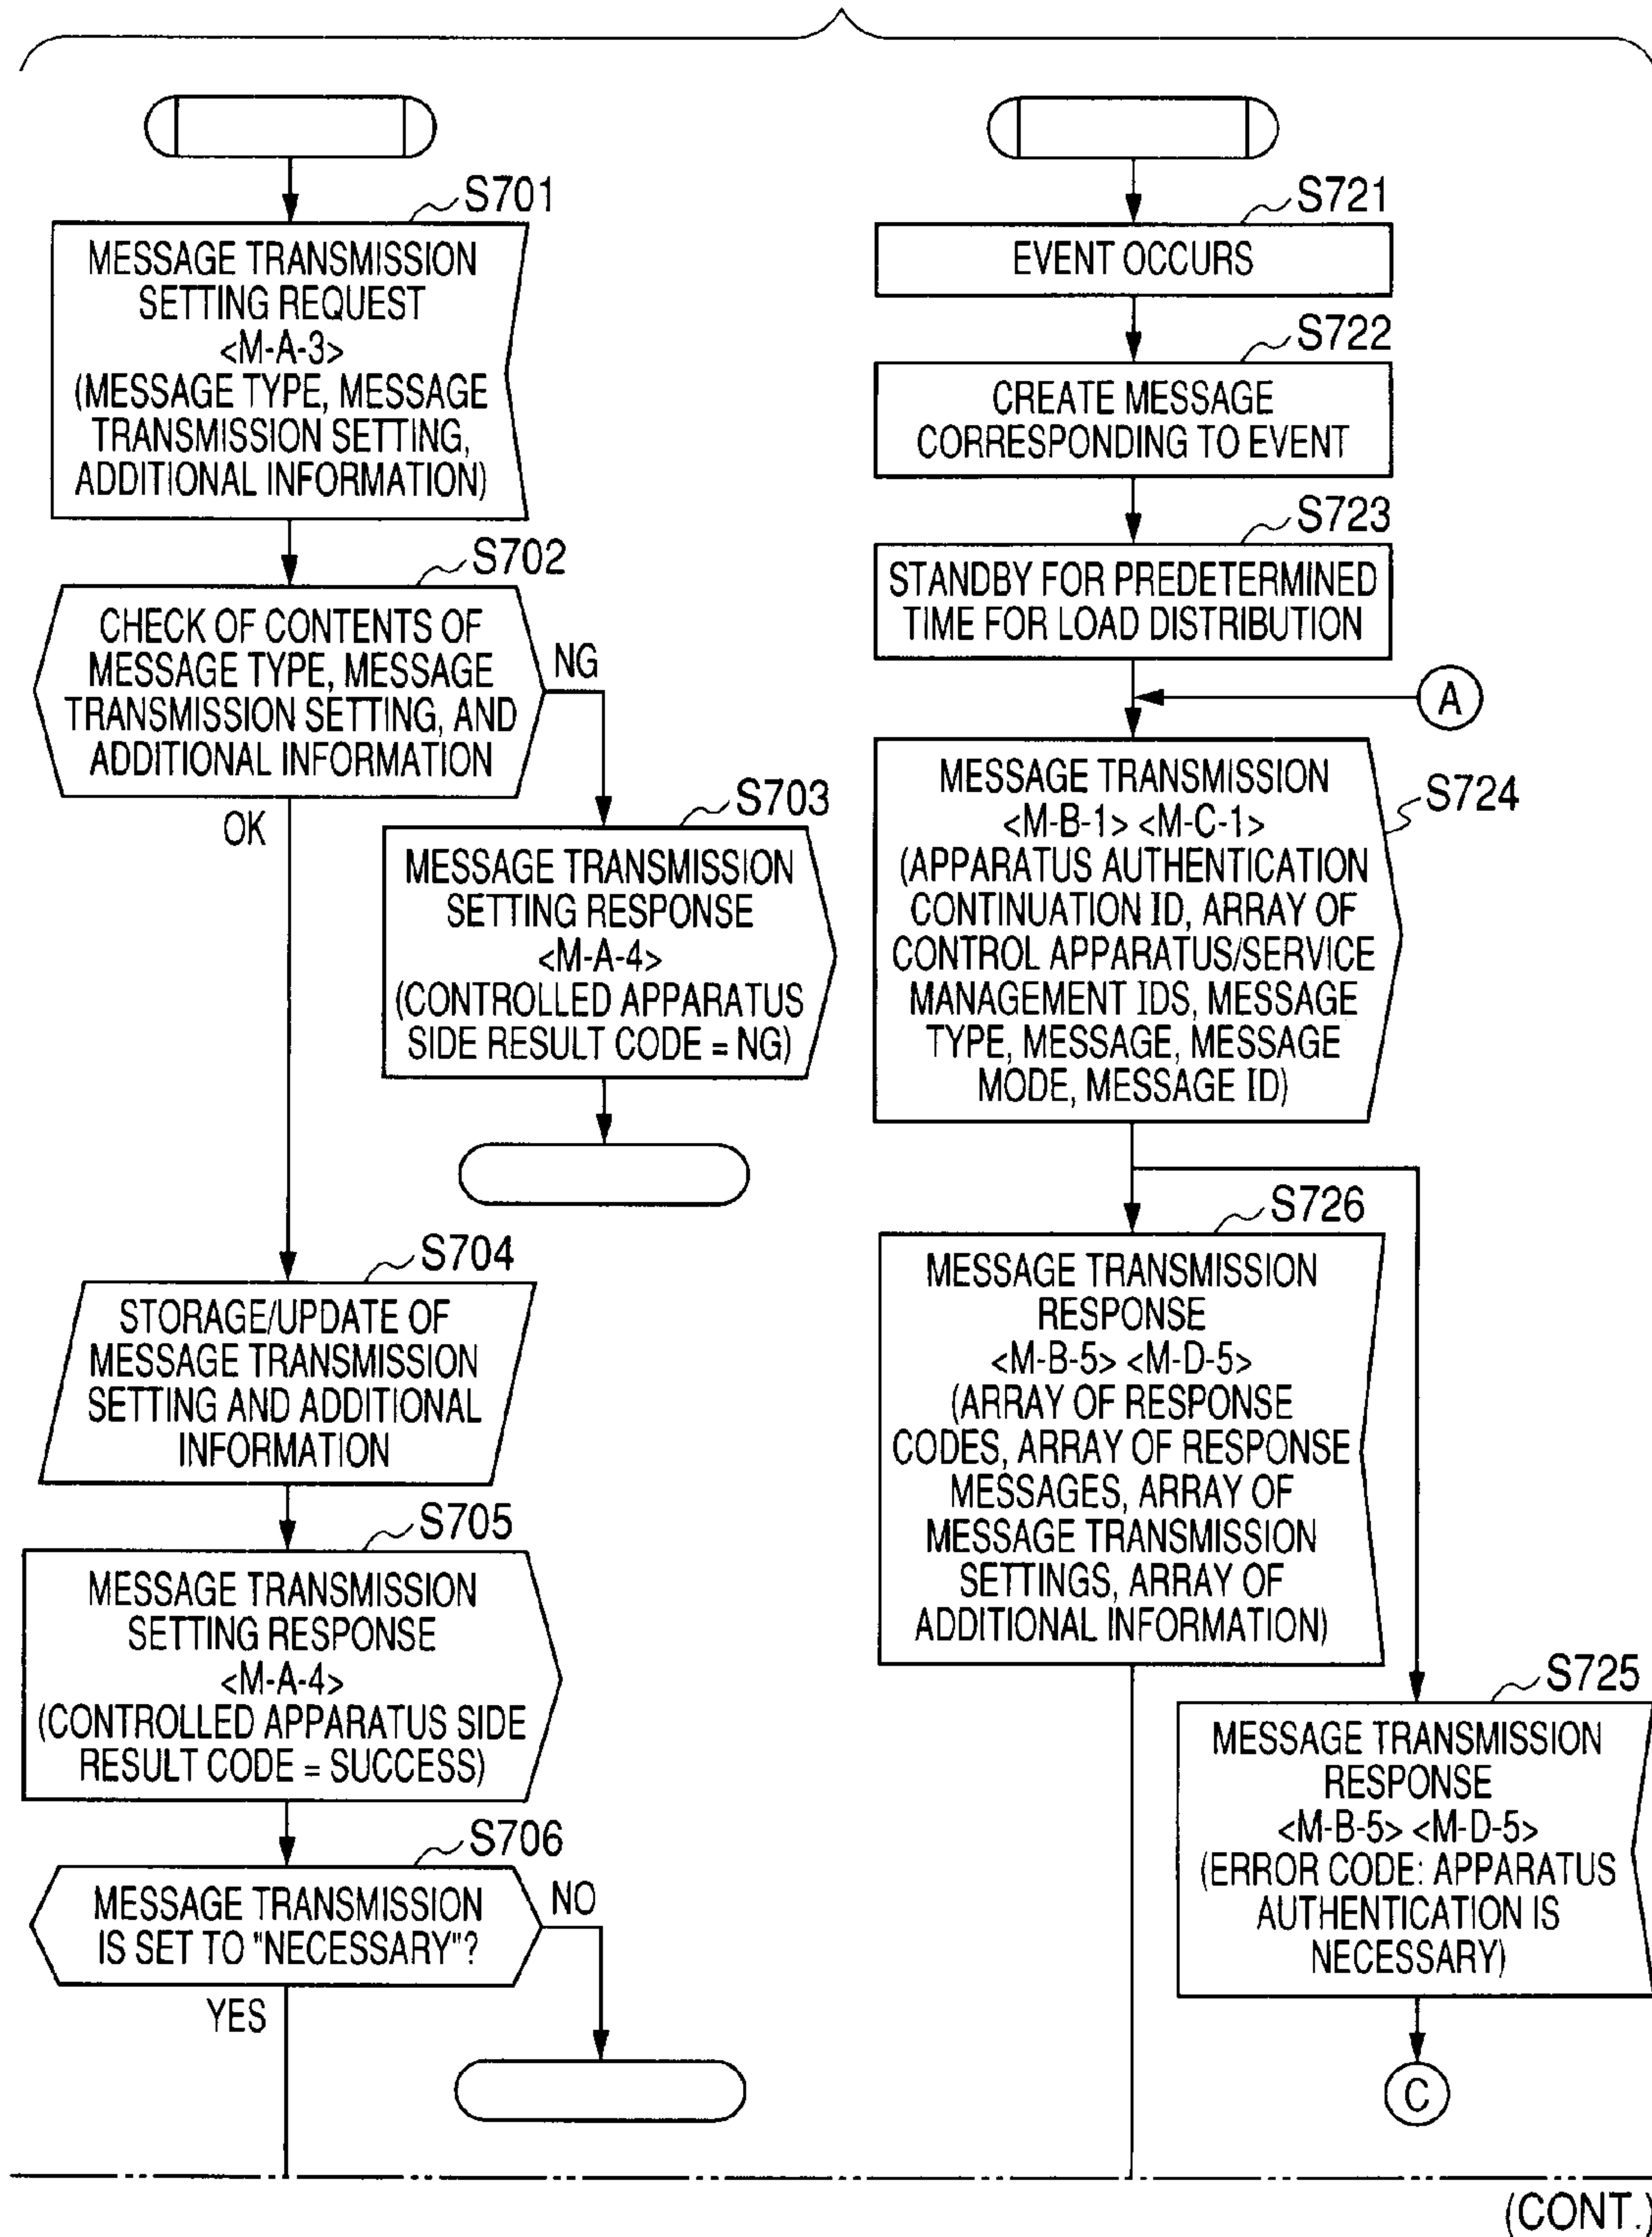 S701
MESSAGE TRANSMISSION
SETTING REQUEST
<M-A-3>
(MESSAGE TYPE, MESSAGE
TRANSMISSION SETTING,
ADDITIONAL INFORMATION)
S702
CHECK OF CONTENTS OF
MESSAGE TYPE, MESSAGE
TRANSMISSION SETTING, AND
ADDITIONAL INFORMATION
NG
OK
S703
MESSAGE TRANSMISSION
SETTING RESPONSE
<M-A-4>
(CONTROLLED APPARATUS
SIDE RESULT CODE = NG)
S704
STORAGE/UPDATE OF
MESSAGE TRANSMISSION
SETTING AND ADDITIONAL
INFORMATION
S705
MESSAGE TRANSMISSION
SETTING RESPONSE
<M-A-4>
(CONTROLLED APPARATUS SIDE
RESULT CODE = SUCCESS)
S706
MESSAGE TRANSMISSION
IS SET TO "NECESSARY"?
NO
YES
S721
EVENT OCCURS
S722
CREATE MESSAGE
CORRESPONDING TO EVENT
S723
STANDBY FOR PREDETERMINED
TIME FOR LOAD DISTRIBUTION
A
S724
MESSAGE TRANSMISSION
<M-B-1> <M-C-1>
(APPARATUS AUTHENTICATION
CONTINUATION ID, ARRAY OF
CONTROL APPARATUS/SERVICE
MANAGEMENT IDS, MESSAGE
TYPE, MESSAGE, MESSAGE
MODE, MESSAGE ID)
S726
MESSAGE TRANSMISSION
RESPONSE
<M-B-5> <M-D-5>
(ARRAY OF RESPONSE
CODES, ARRAY OF RESPONSE
MESSAGES, ARRAY OF
MESSAGE TRANSMISSION
SETTINGS, ARRAY OF
ADDITIONAL INFORMATION)
S725
MESSAGE TRANSMISSION
RESPONSE
<M-B-5> <M-D-5>
(ERROR CODE: APPARATUS
AUTHENTICATION IS
NECESSARY)
C
(CONT.)